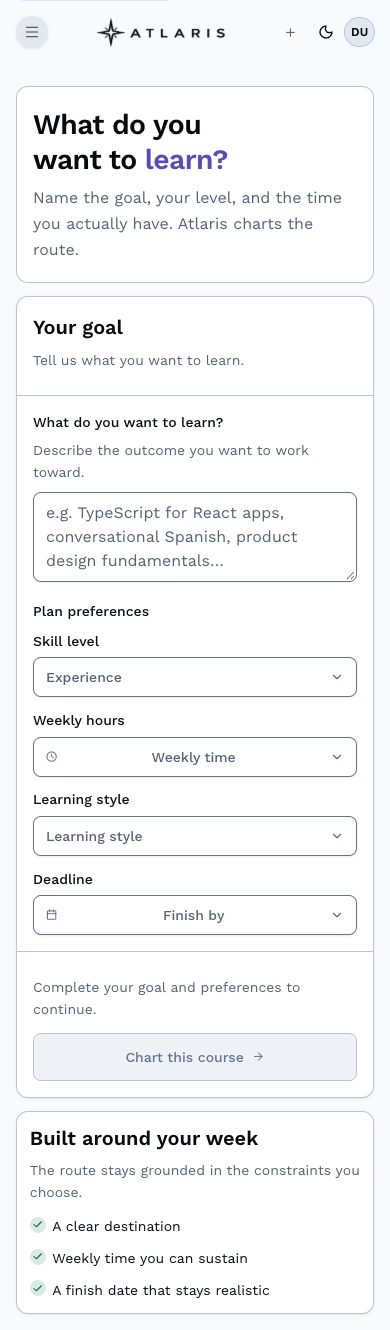 ATLARIS
DU
What do you
want to learn?
Name the goal, your level, and the time
you actually have. Atlaris charts the
route.
Your goal
Tell us what you want to learn.
What do you want to learn?
Describe the outcome you want to work
toward.
e.g. TypeScript for React apps,
conversational Spanish, product
design fundamentals...
Plan preferences
Skill level
Experience
Weekly hours
Weekly time
Learning style
Learning style
Deadline
Finish by
Complete your goal and preferences to
continue.
Chart this course →
Built around your week
The route stays grounded in the constraints you
choose.
A clear destination
Weekly time you can sustain
A finish date that stays realistic